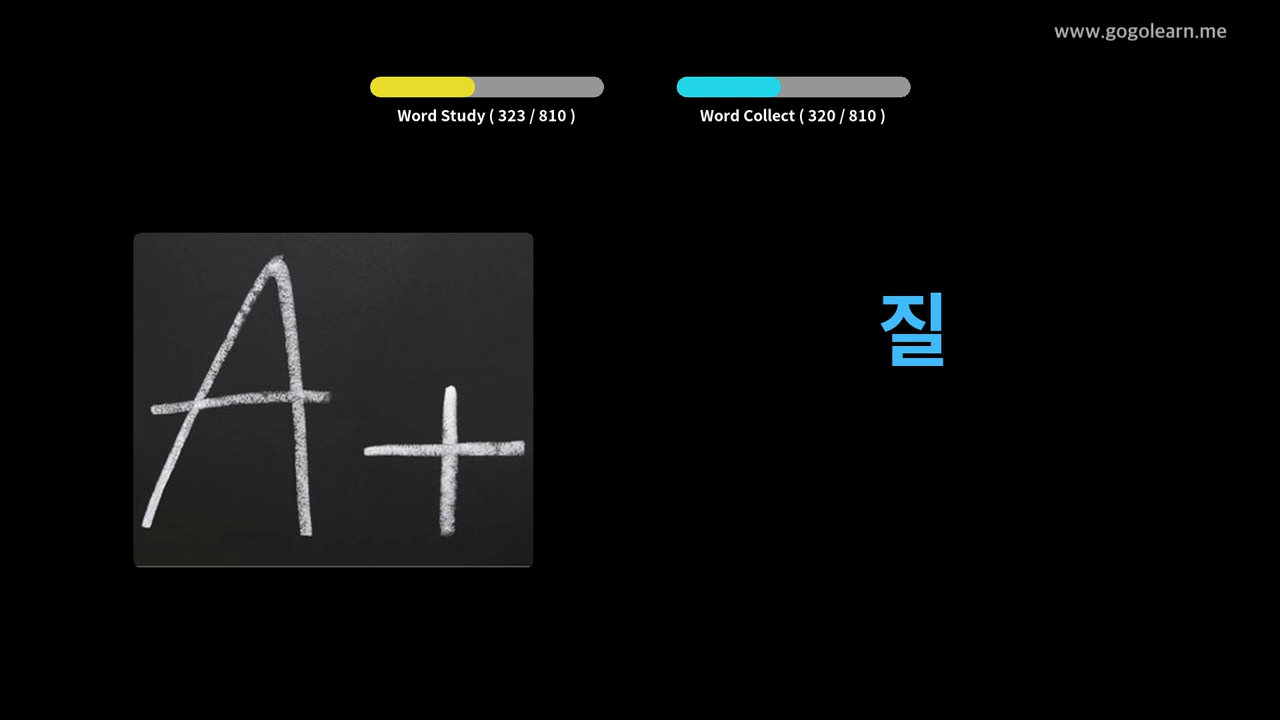 www.gogolearn.me
Word Study ( 323 / 810 )
Word Collect ( 320 / 810 )
A+
질